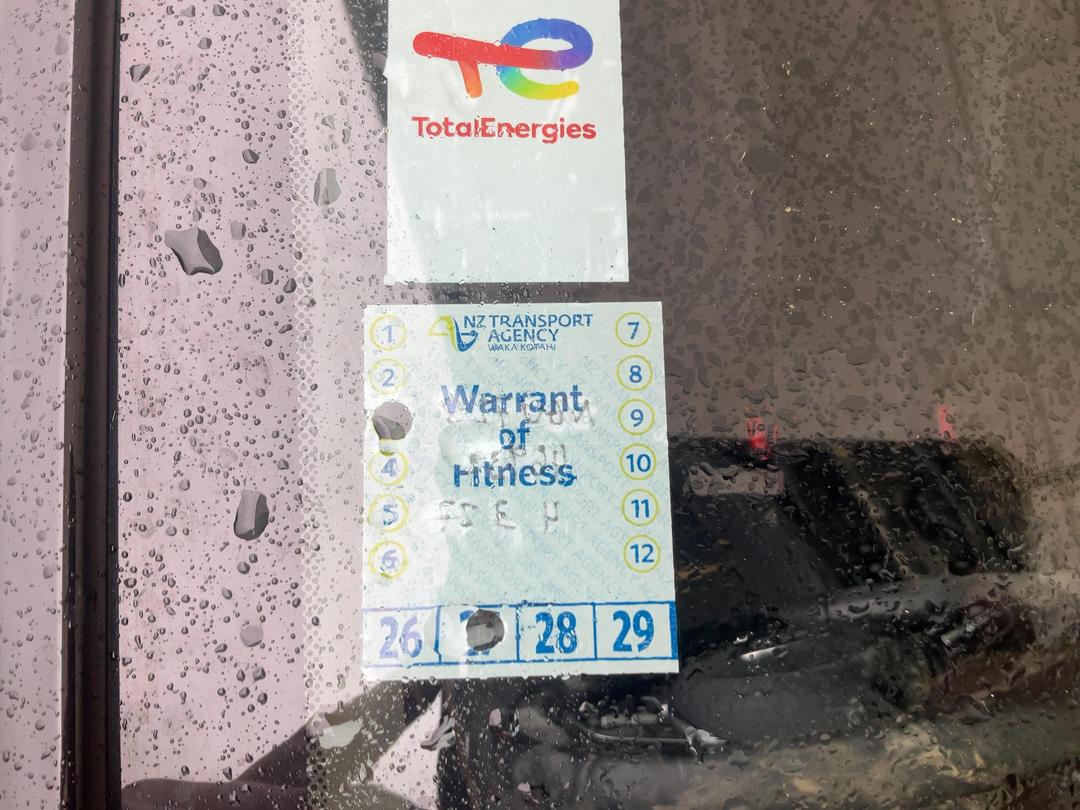 TotalEnergies
NZ TRANSPORT
AGENCY
WAKA KOTAHI
Warrant
of
Fitness
1
2
4
5
6
7
8
9
10
11
12
26
28
29